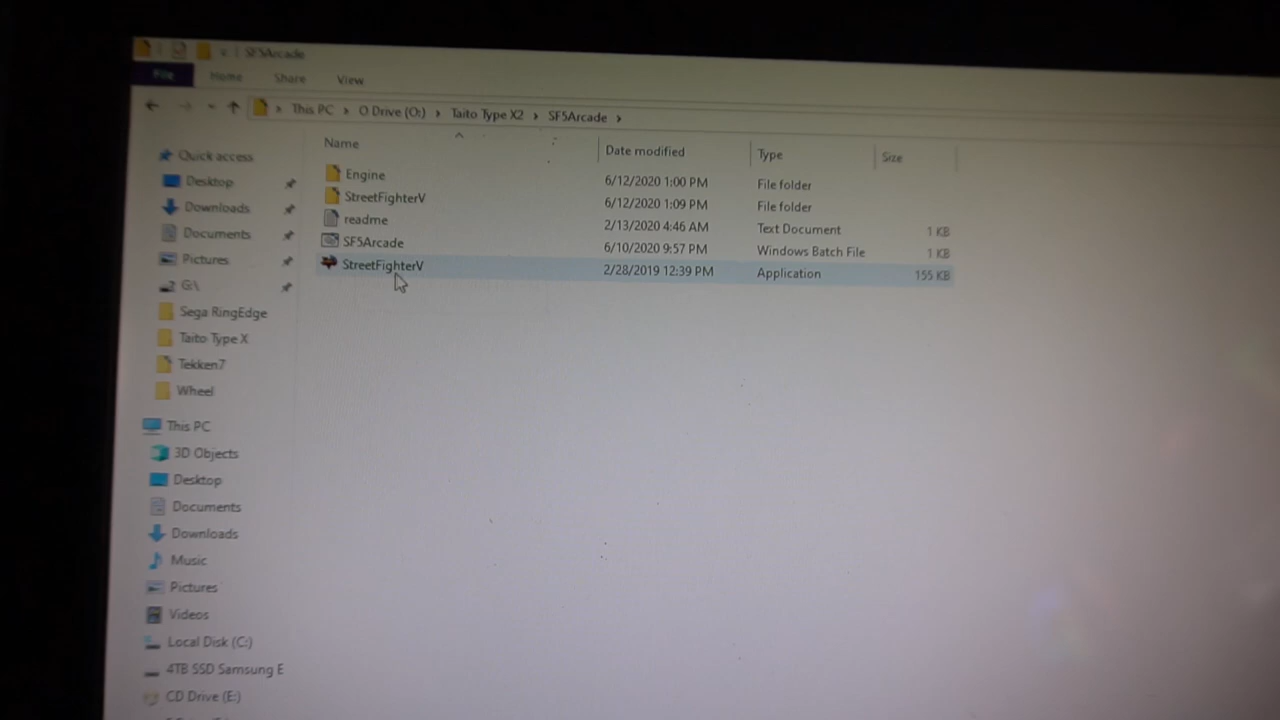 SF5Arcade
File Home Share View
This PC > O Drive (O:) > Taito Type X2 > SF5Arcade >
Name Date modified Type Size
Quick access
Desktop
Downloads
Documents
Pictures
G:\
Sega RingEdge
Taito Type X
Tekken7
Wheel
This PC
3D Objects
Desktop
Documents
Downloads
Music
Pictures
Videos
Local Disk (C:)
4TB SSD Samsung E
CD Drive (E:)
Engine 6/12/2020 1:00 PM File folder
StreetFighterV 6/12/2020 1:09 PM File folder
readme 2/13/2020 4:46 AM Text Document 1 KB
SF5Arcade 6/10/2020 9:57 PM Windows Batch File 1 KB
StreetFighterV 2/28/2019 12:39 PM Application 155 KB